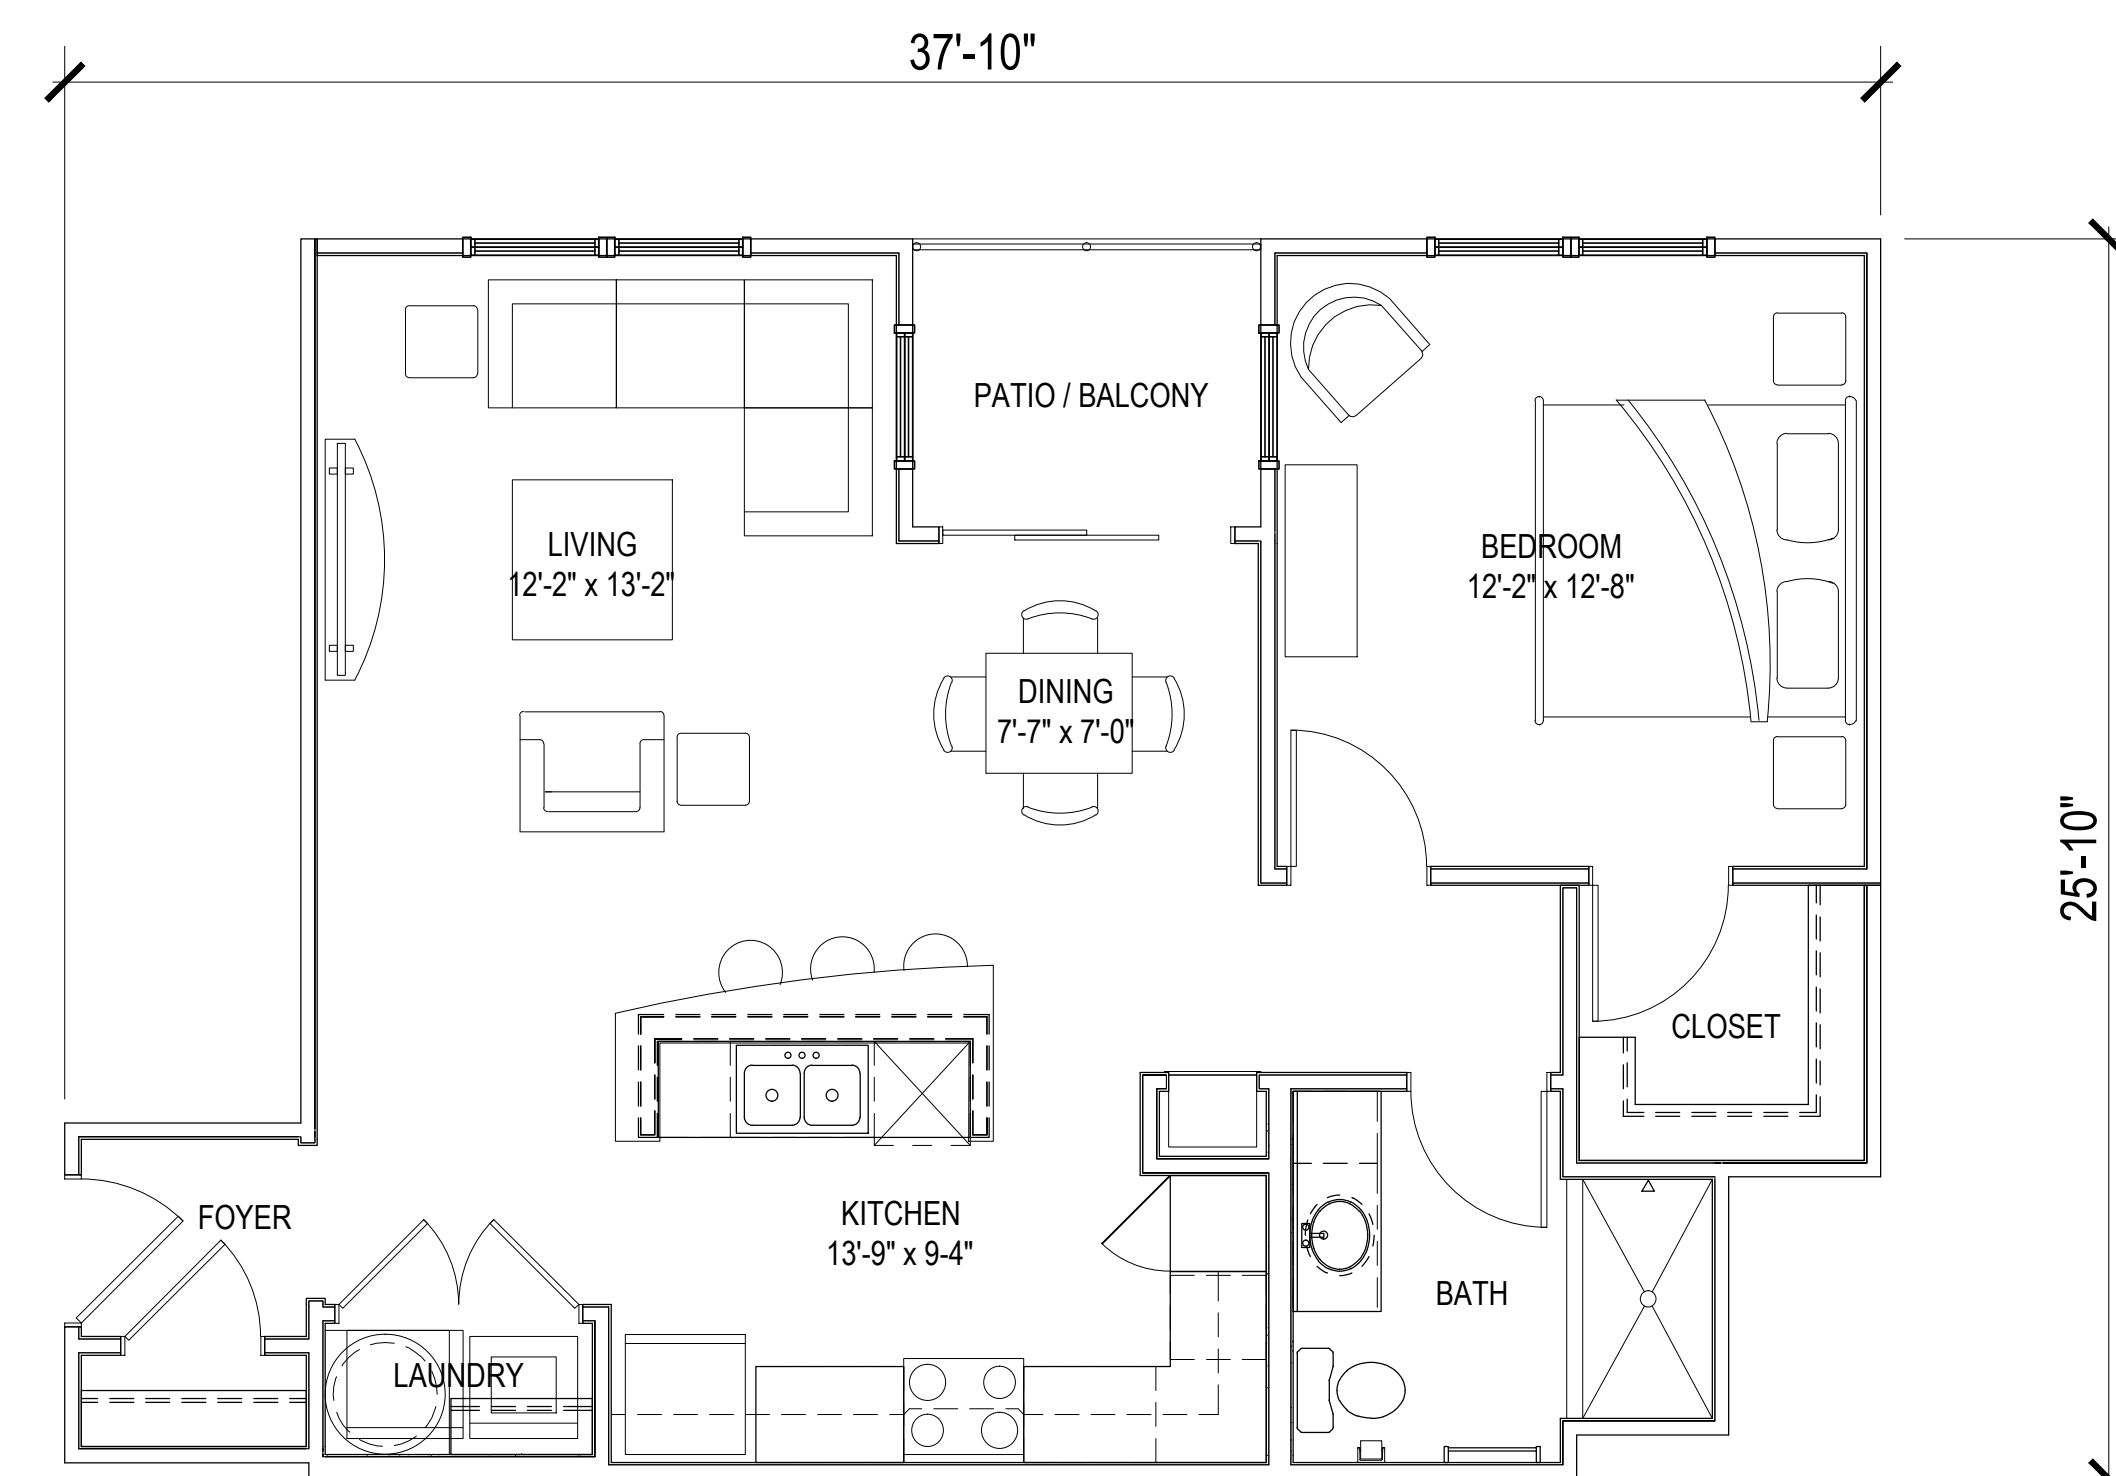 37'-10"
PATIO / BALCONY
LIVING
12'-2" x 13'-2"
BEDROOM
12'-2" x 12'-8"
DINING
7'-7" x 7'-0"
25'-10"
CLOSET
FOYER
KITCHEN
13'-9" x 9-4"
BATH
LAUNDRY